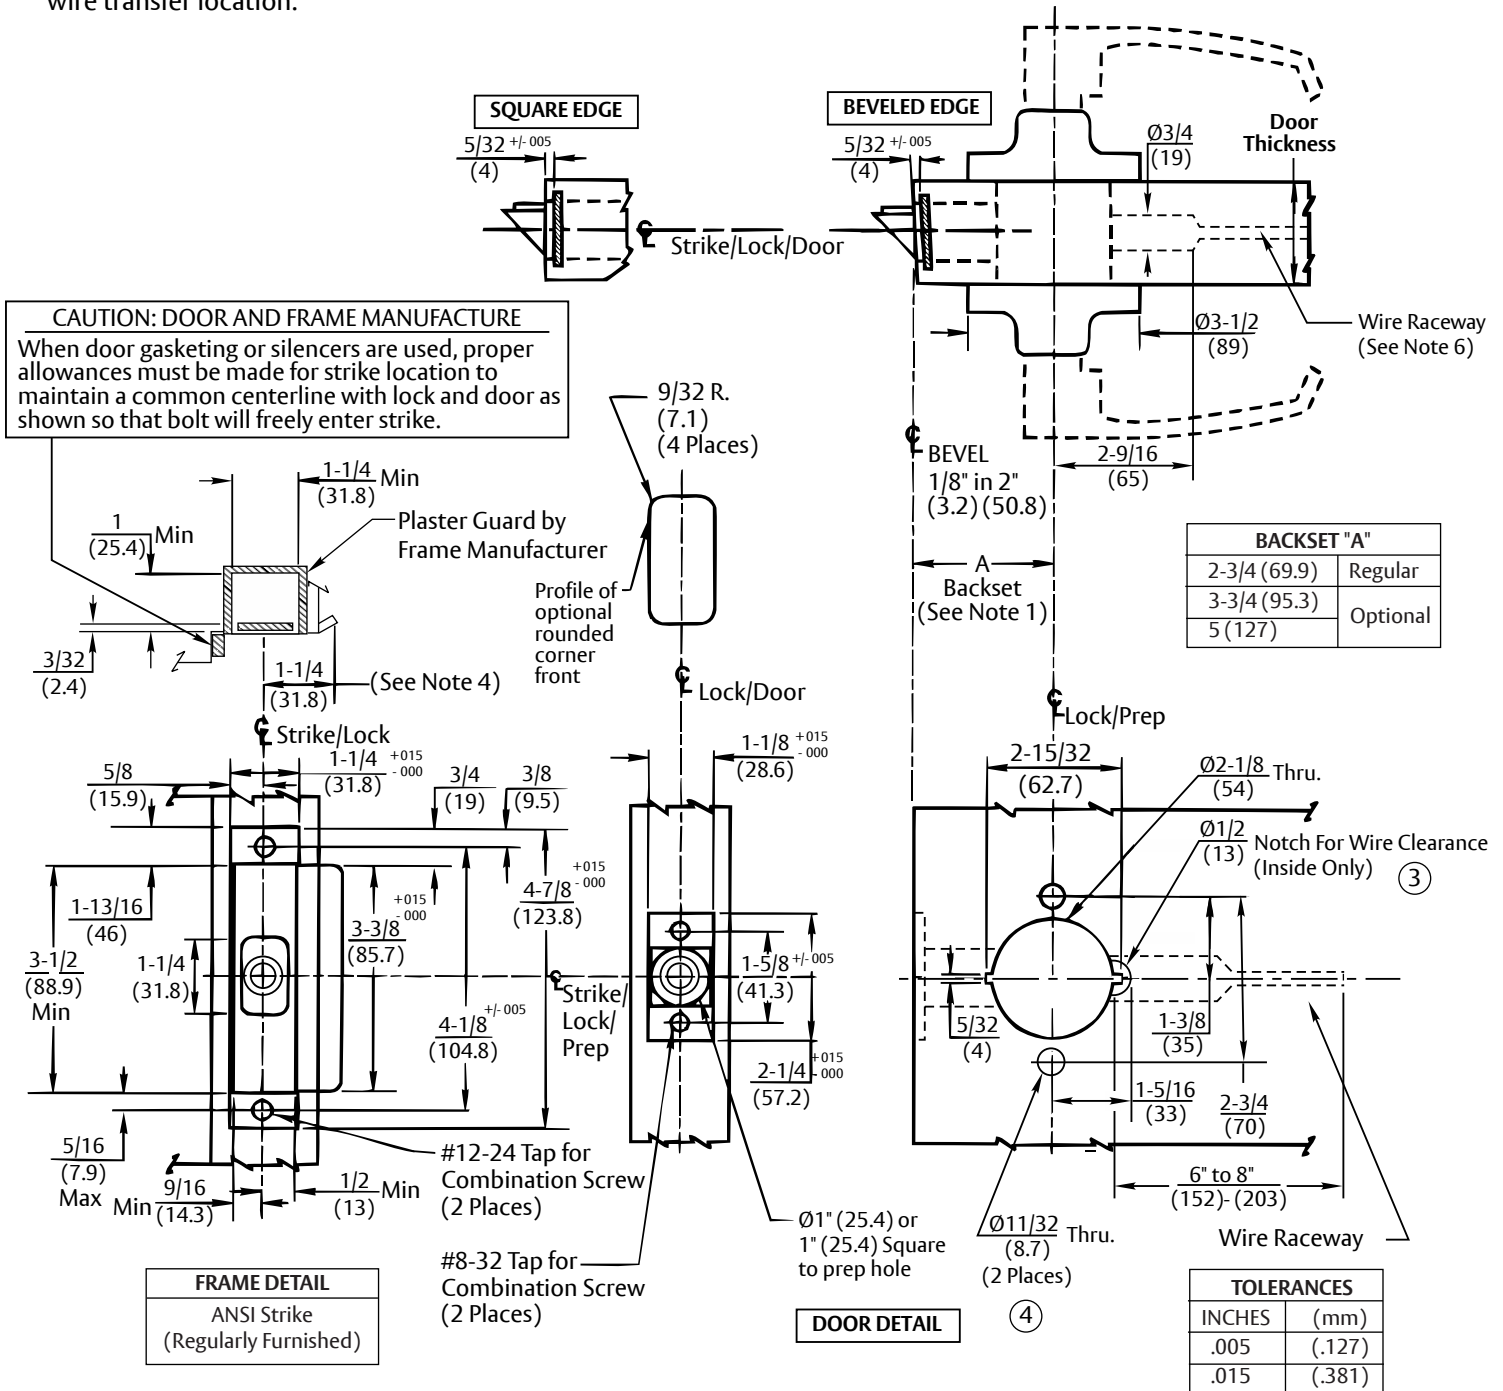 wire transfer location.
SQUARE EDGE
5/32 +/- 005
(4)
BEVELED EDGE
5/32 +/- 005
(4)
Ø3/4
(19)
Door
Thickness
℄ Strike/Lock/Door
Ø3-1/2
(89)
Wire Raceway
(See Note 6)
CAUTION: DOOR AND FRAME MANUFACTURE
When door gasketing or silencers are used, proper
allowances must be made for strike location to
maintain a common centerline with lock and door as
shown so that bolt will freely enter strike.
9/32 R.
(7.1)
(4 Places)
℄ BEVEL
1/8" in 2"
(3.2) (50.8)
2-9/16
(65)
1-1/4 Min
(31.8)
1 Min
(25.4)
Plaster Guard by
Frame Manufacturer
Profile of
optional
rounded
corner
front
A
Backset
(See Note 1)
BACKSET "A"
2-3/4 (69.9) Regular
3-3/4 (95.3)
Optional
5 (127)
3/32
(2.4)
1-1/4
(31.8)
(See Note 4)
℄ Lock/Door
℄ Lock/Prep
℄ Strike/Lock
5/8
(15.9)
1-1/4 +015 - 000
(31.8)
3/4
(19)
3/8
(9.5)
1-1/8 +015 - 000
(28.6)
2-15/32
(62.7)
Ø2-1/8 Thru.
(54)
Ø1/2
(13)
Notch For Wire Clearance
(Inside Only)
3
1-13/16
(46)
3-1/2
(88.9)
Min
1-1/4
(31.8)
3-3/8 +015 - 000
(85.7)
4-7/8 +015 - 000
(123.8)
4-1/8 +/- 005
(104.8)
℄ Strike/
Lock/
Prep
1-5/8 +/-005
(41.3)
2-1/4 +015 - 000
(57.2)
5/32
(4)
1-3/8
(35)
1-5/16
(33)
2-3/4
(70)
5/16
(7.9)
Max
Min 9/16
(14.3)
1/2 Min
(13)
#12-24 Tap for
Combination Screw
(2 Places)
#8-32 Tap for
Combination Screw
(2 Places)
Ø1" (25.4) or
1" (25.4) Square
to prep hole
Ø11/32 Thru.
(8.7)
(2 Places)
4
6" to 8"
(152)- (203)
Wire Raceway
FRAME DETAIL
ANSI Strike
(Regularly Furnished)
DOOR DETAIL
TOLERANCES
INCHES (mm)
.005 (.127)
.015 (.381)